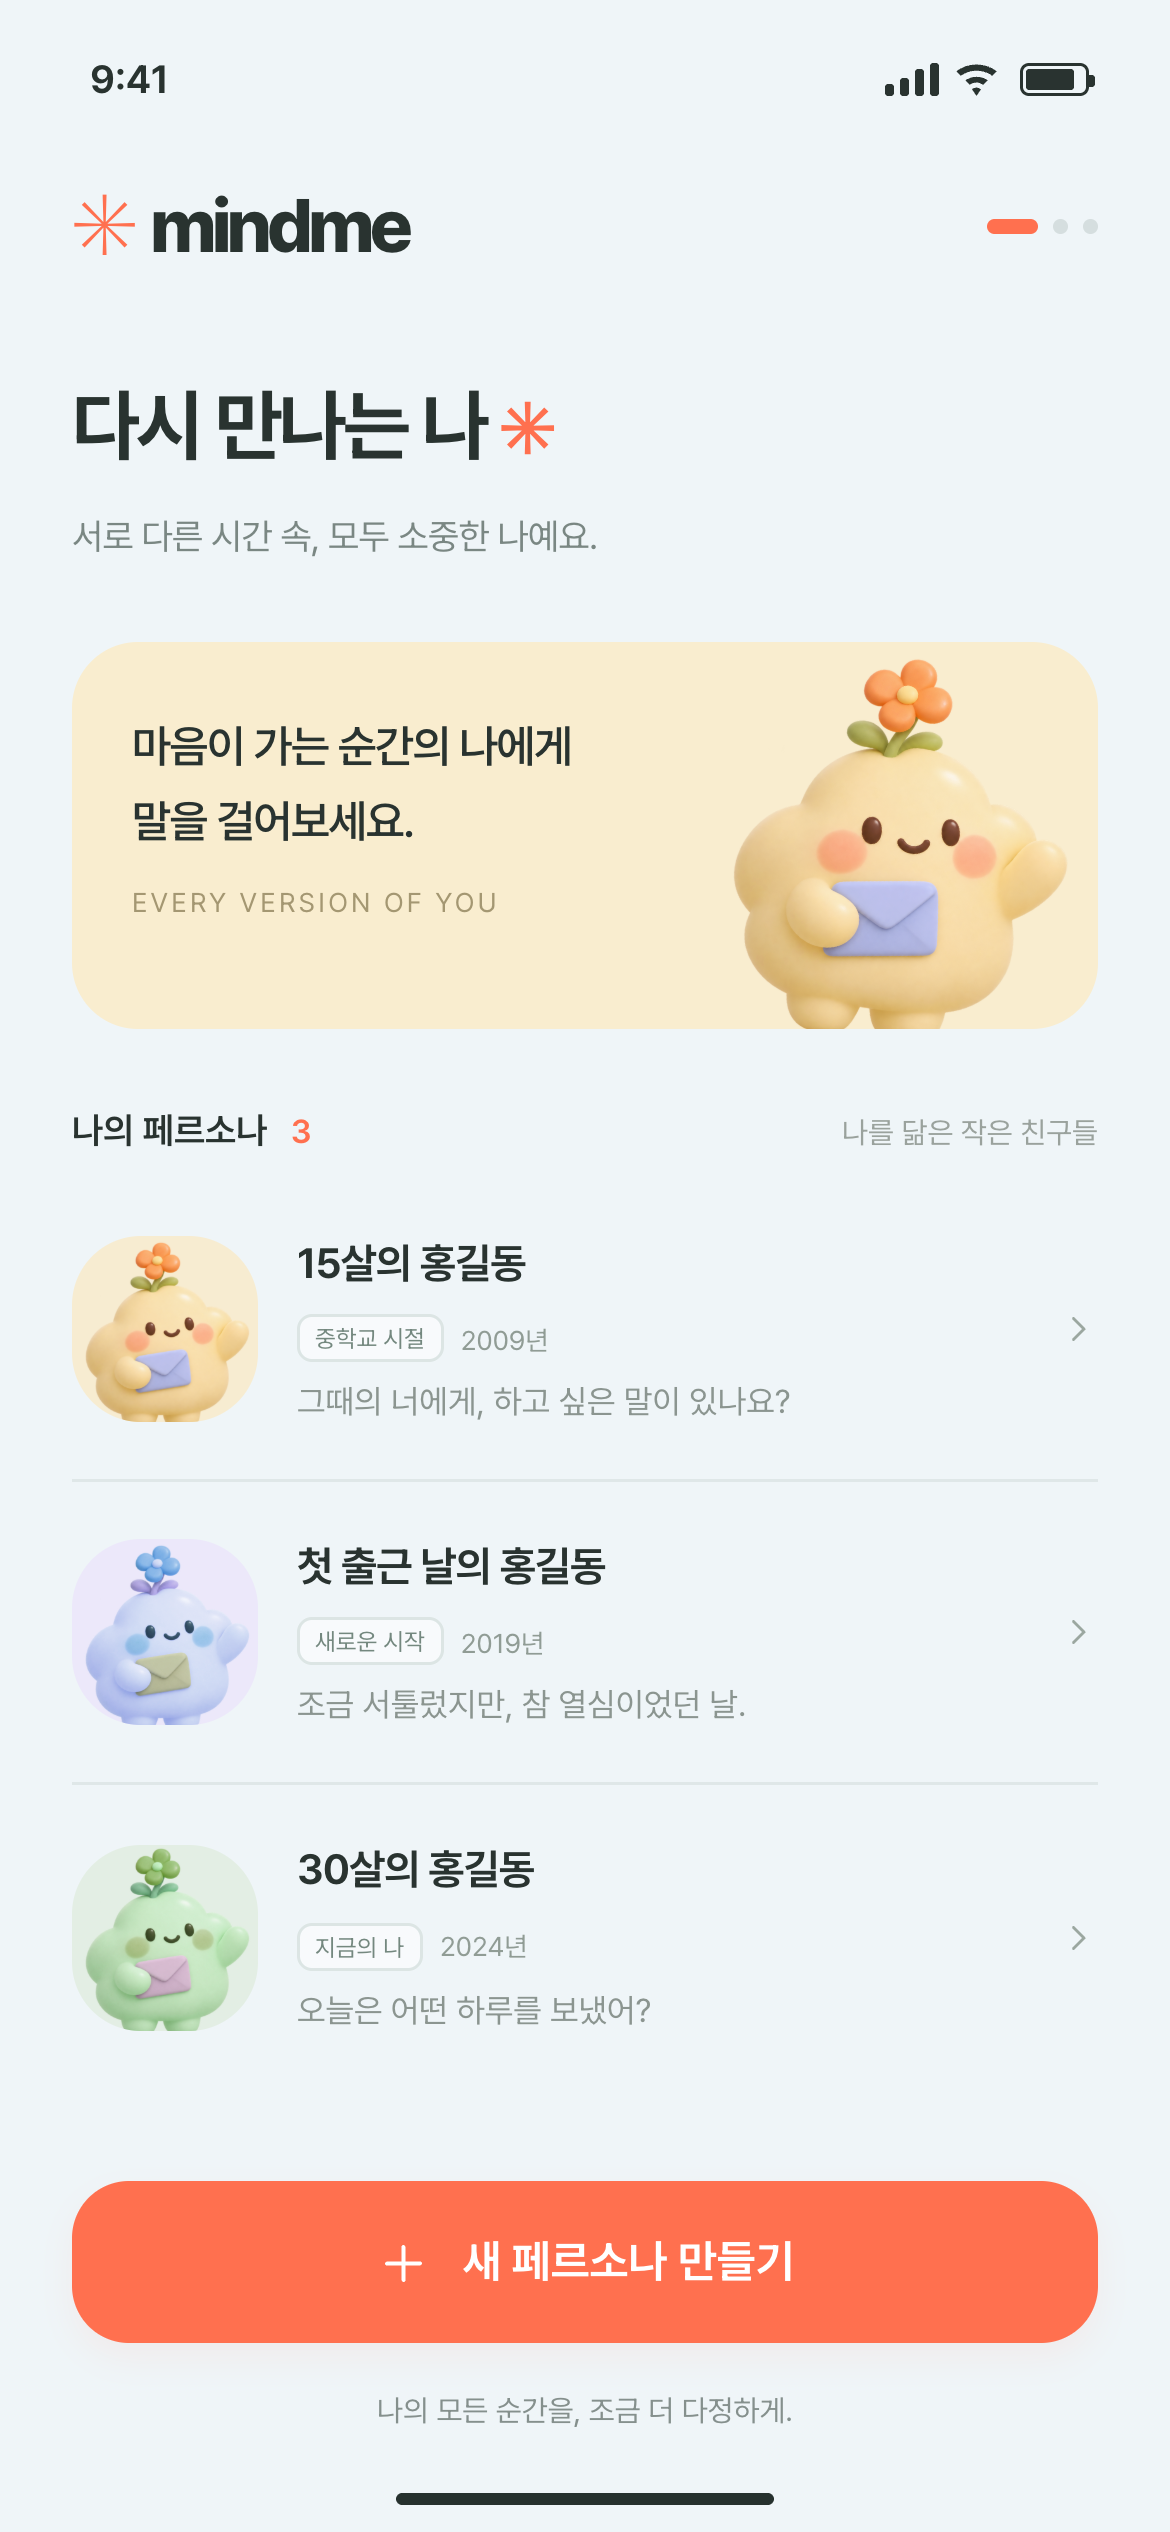 9:41
mindme
다시 만나는 나
서로 다른 시간 속, 모두 소중한 나예요.
마음이 가는 순간의 나에게
말을 걸어보세요.
EVERY VERSION OF YOU
나의 페르소나 3
나를 닮은 작은 친구들
15살의 홍길동
중학교 시절 2009년
그때의 너에게, 하고 싶은 말이 있나요?
첫 출근 날의 홍길동
새로운 시작 2019년
조금 서툴렀지만, 참 열심이었던 날.
30살의 홍길동
지금의 나 2024년
오늘은 어떤 하루를 보냈어?
+ 새 페르소나 만들기
나의 모든 순간을, 조금 더 다정하게.